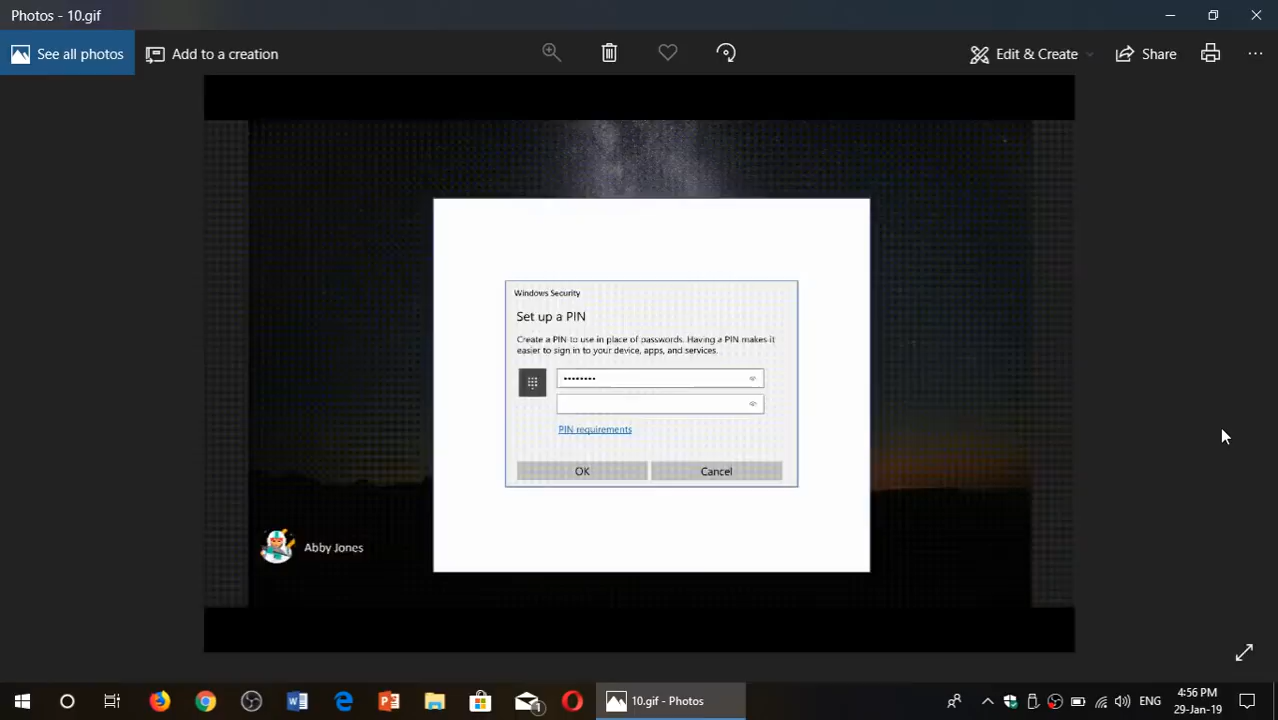 Photos - 10.gif
See all photos
Add to a creation
Edit & Create
Share
Windows Security
Set up a PIN
Create a PIN to use in place of passwords. Having a PIN makes it
easier to sign in to your device, apps, and services.
••••••••
PIN requirements
OK
Cancel
Abby Jones
10.gif - Photos
1
ENG
4:56 PM
29-Jan-19